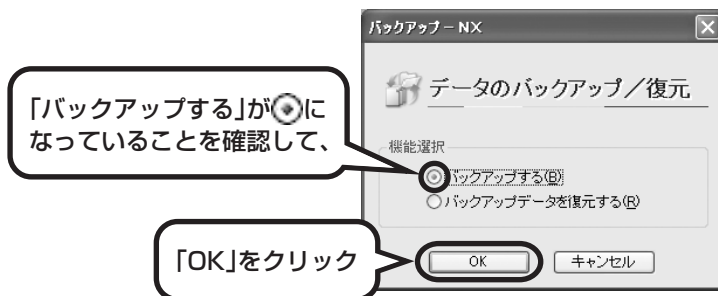 バックアップ－NX
データのバックアップ／復元
「バックアップする」が◉に
なっていることを確認して、
機能選択
バックアップする(B)
バックアップデータを復元する(R)
「OK」をクリック
OK
キャンセル